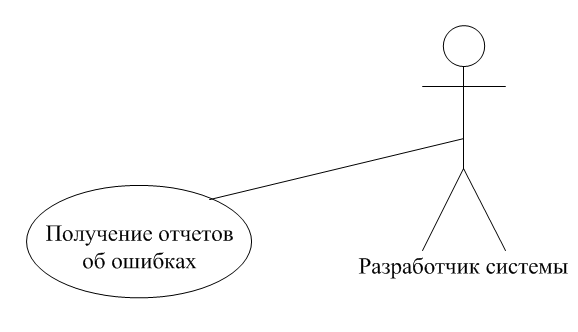 Получение отчетов
об ошибках
Разработчик системы